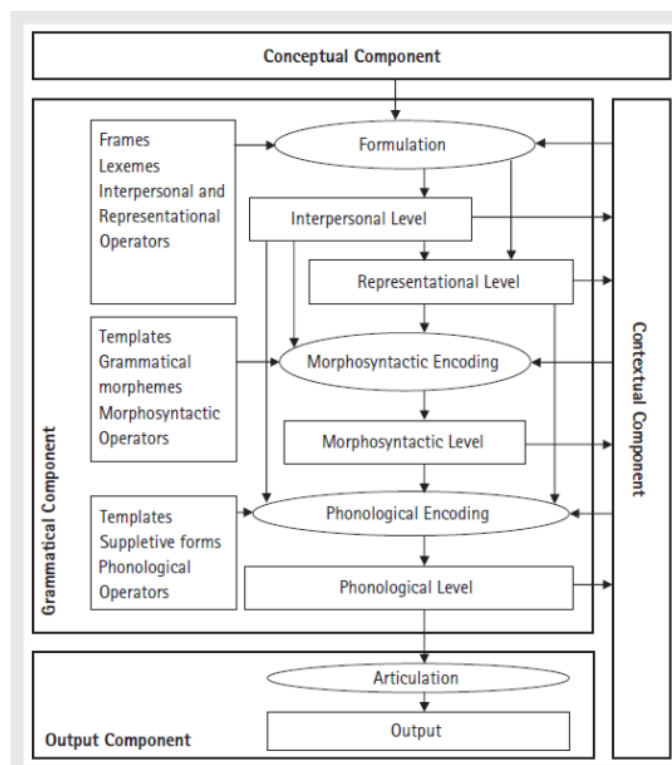 Conceptual Component
Frames
Lexemes
Interpersonal and
Representational
Operators
Formulation
Interpersonal Level
Representational Level
Templates
Grammatical
morphemes
Morphosyntactic
Operators
Morphosyntactic Encoding
Morphosyntactic Level
Templates
Suppletive forms
Phonological
Operators
Phonological Encoding
Phonological Level
Grammatical Component
Contextual Component
Articulation
Output
Output Component